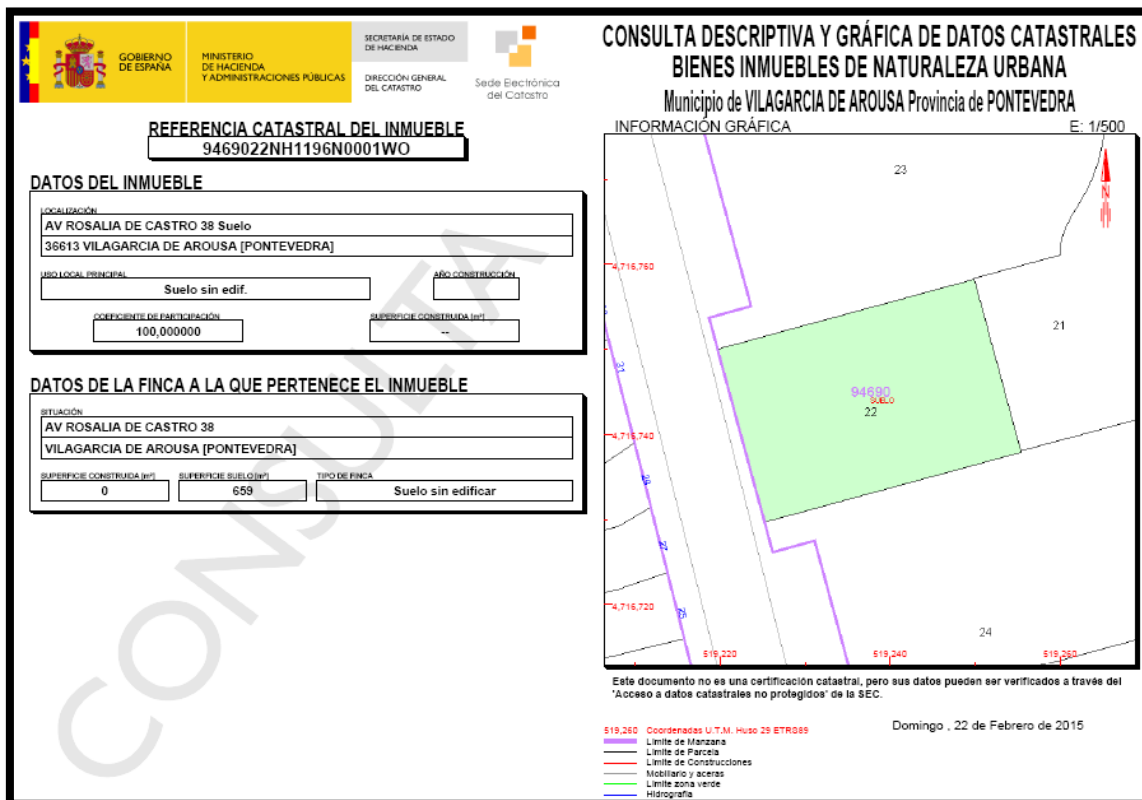 GOBIERNO
DE ESPAÑA
MINISTERIO
DE HACIENDA
Y ADMINISTRACIONES PÚBLICAS
SECRETARÍA DE ESTADO
DE HACIENDA
DIRECCIÓN GENERAL
DEL CATASTRO
Sede Electrónica
del Catastro
REFERENCIA CATASTRAL DEL INMUEBLE
9469022NH1196N0001WO
DATOS DEL INMUEBLE
LOCALIZACIÓN
AV ROSALIA DE CASTRO 38 Suelo
36613 VILAGARCIA DE AROUSA [PONTEVEDRA]
USO LOCAL PRINCIPAL
Suelo sin edif.
AÑO CONSTRUCCIÓN
COEFICIENTE DE PARTICIPACIÓN
100,000000
SUPERFICIE CONSTRUIDA [m²]
--
DATOS DE LA FINCA A LA QUE PERTENECE EL INMUEBLE
SITUACIÓN
AV ROSALIA DE CASTRO 38
VILAGARCIA DE AROUSA [PONTEVEDRA]
SUPERFICIE CONSTRUIDA [m²]
0
SUPERFICIE SUELO [m²]
659
TIPO DE FINCA
Suelo sin edificar
CONSULTA
CONSULTA DESCRIPTIVA Y GRÁFICA DE DATOS CATASTRALES
BIENES INMUEBLES DE NATURALEZA URBANA
Municipio de VILAGARCIA DE AROUSA Provincia de PONTEVEDRA
INFORMACIÓN GRÁFICA E: 1/500
23
N
4,716,760
21
31
94690
SUELO
22
4,716,740
29
27
4,716,720
25
24
519,220 519,240 519,260
Este documento no es una certificación catastral, pero sus datos pueden ser verificados a través del
'Acceso a datos catastrales no protegidos' de la SEC.
519,260 Coordenadas U.T.M. Huso 29 ETRS89
Límite de Manzana
Límite de Parcela
Límite de Construcciones
Mobiliario y aceras
Límite zona verde
Hidrografía
Domingo , 22 de Febrero de 2015